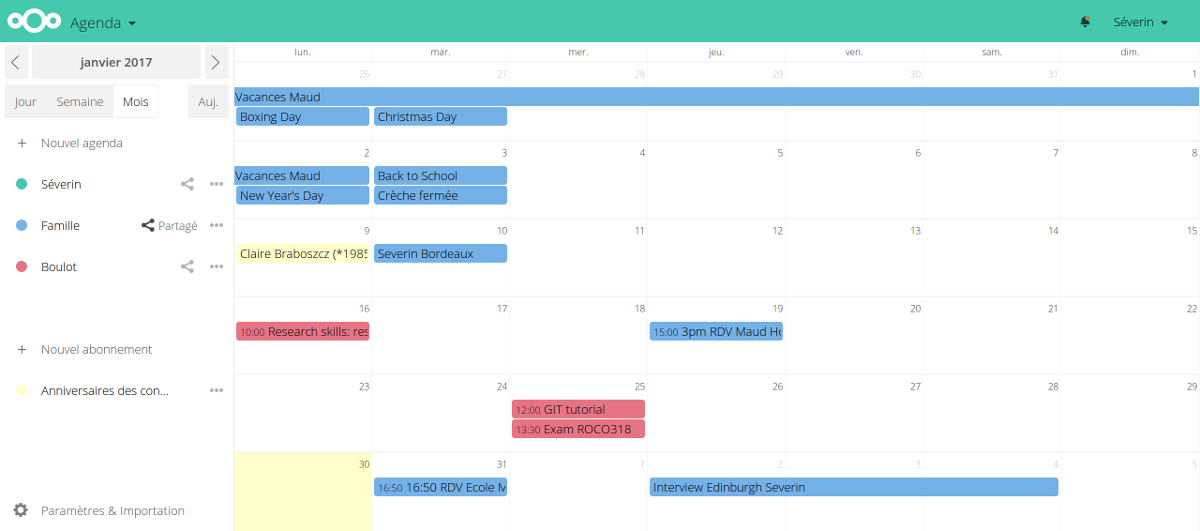 Agenda
Séverin
janvier 2017
Jour Semaine Mois Auj.
+ Nouvel agenda
Séverin
Famille Partagé
Boulot
+ Nouvel abonnement
Anniversaires des con...
Paramètres & Importation
lun. mar. mer. jeu. ven. sam. dim.
26 27 28 29 30 31 1
Vacances Maud
Boxing Day Christmas Day
2 3 4 5 6 7 8
Vacances Maud Back to School
New Year's Day Crèche fermée
9 10 11 12 13 14 15
Claire Braboszcz (*1985 Severin Bordeaux
16 17 18 19 20 21 22
10:00 Research skills: res 15:00 3pm RDV Maud Ho
23 24 25 26 27 28 29
12:00 GIT tutorial
13:30 Exam ROCO318
30 31 1 2 3 4 5
16:50 16:50 RDV Ecole M Interview Edinburgh Severin